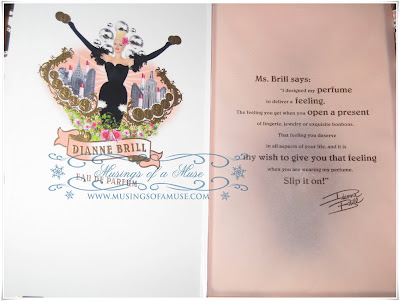 DIANNE BRILL
EAU DE PARFUM
Musings of a Muse
WWW.MUSINGSOFAMUSE.COM
Ms. Brill says:
"I designed my perfume
to deliver a feeling.
The feeling you get when you open a present
of lingerie, jewelry or exquisite bonbons.
That feeling you deserve
in all aspects of your life, and it is
my wish to give you that feeling
when you are wearing my perfume.
Slip it on!"
Dianne
Brill